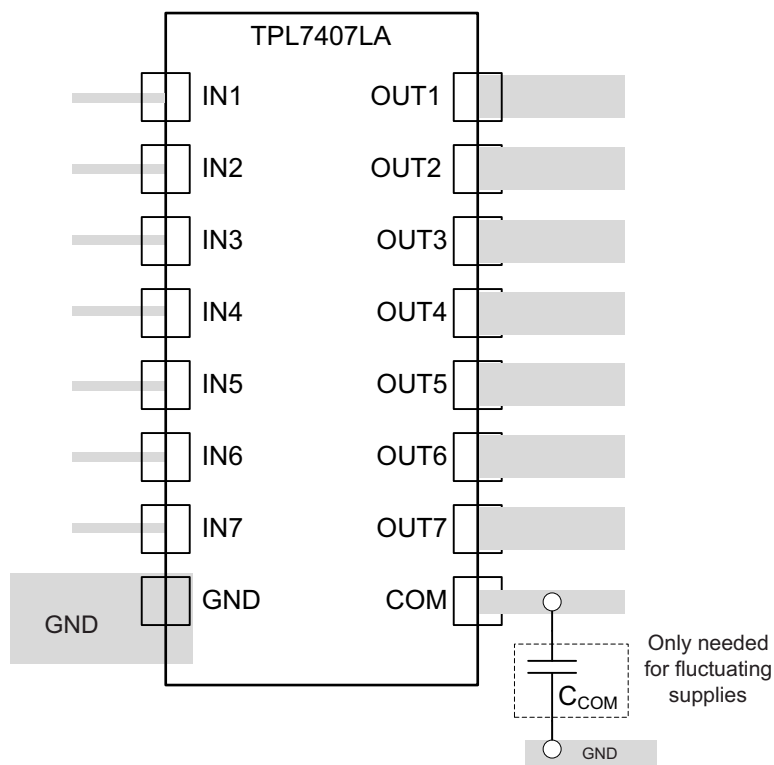 TPL7407LA
IN1 OUT1
IN2 OUT2
IN3 OUT3
IN4 OUT4
IN5 OUT5
IN6 OUT6
IN7 OUT7
GND GND COM
Only needed
for fluctuating
supplies
CCOM
GND